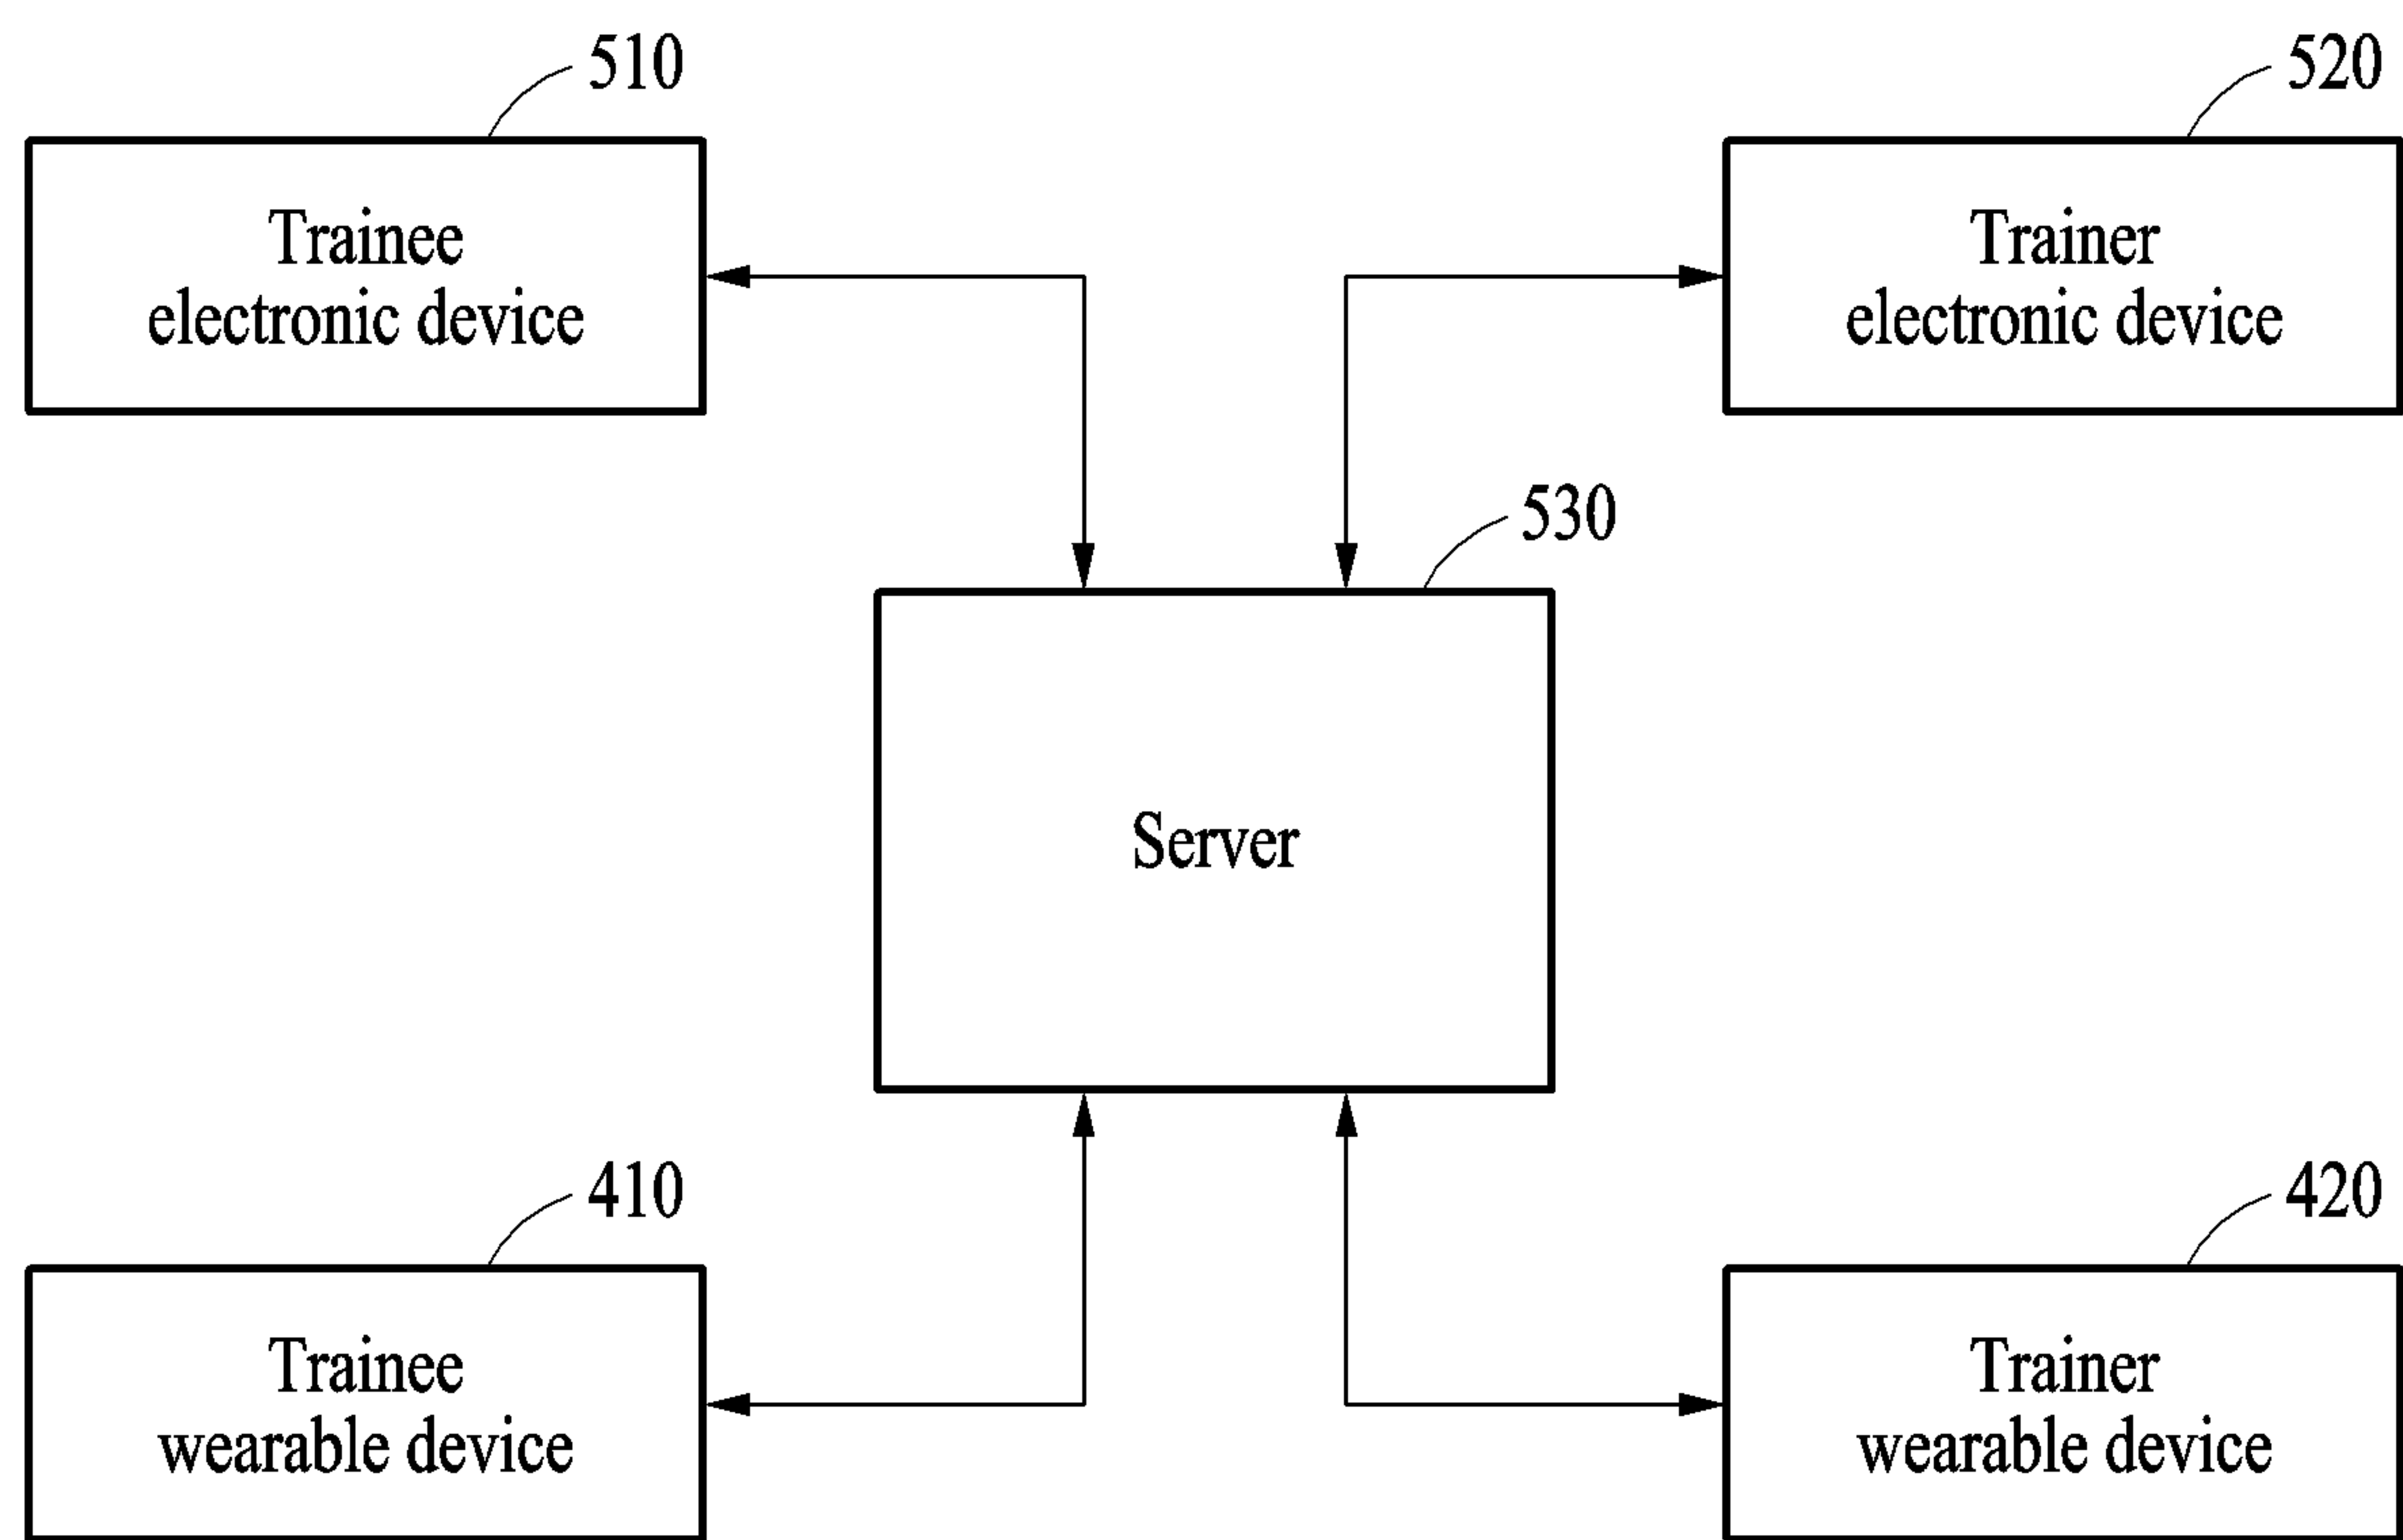 510
520
Trainee
electronic device
Trainer
electronic device
530
Server
410
420
Trainee
wearable device
Trainer
wearable device